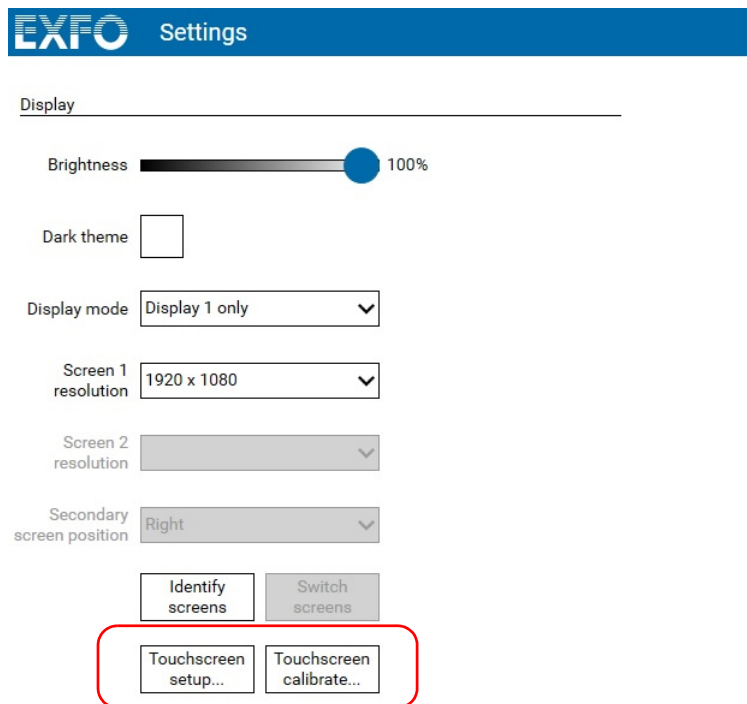 EXFO Settings
Display
Brightness 100%
Dark theme
Display mode Display 1 only
Screen 1
resolution 1920 x 1080
Screen 2
resolution
Secondary
screen position Right
Identify
screens
Switch
screens
Touchscreen
setup...
Touchscreen
calibrate...